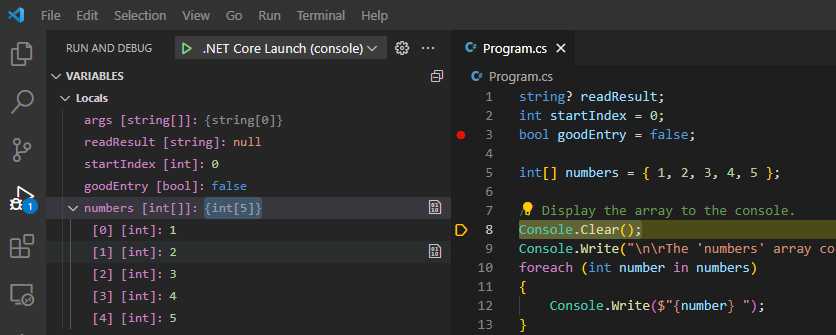 File Edit Selection View Go Run Terminal Help
RUN AND DEBUG
.NET Core Launch (console)
VARIABLES
Locals
args [string[]]: {string[0]}
readResult [string]: null
startIndex [int]: 0
goodEntry [bool]: false
numbers [int[]]: {int[5]}
[0] [int]: 1
[1] [int]: 2
[2] [int]: 3
[3] [int]: 4
[4] [int]: 5
1
Program.cs
Program.cs
1 string? readResult;
2 int startIndex = 0;
3 bool goodEntry = false;
4
5 int[] numbers = { 1, 2, 3, 4, 5 };
6
7 / Display the array to the console.
8 Console.Clear();
9 Console.Write("\n\rThe 'numbers' array co
10 foreach (int number in numbers)
11 {
12 Console.Write($"{number} ");
13 }